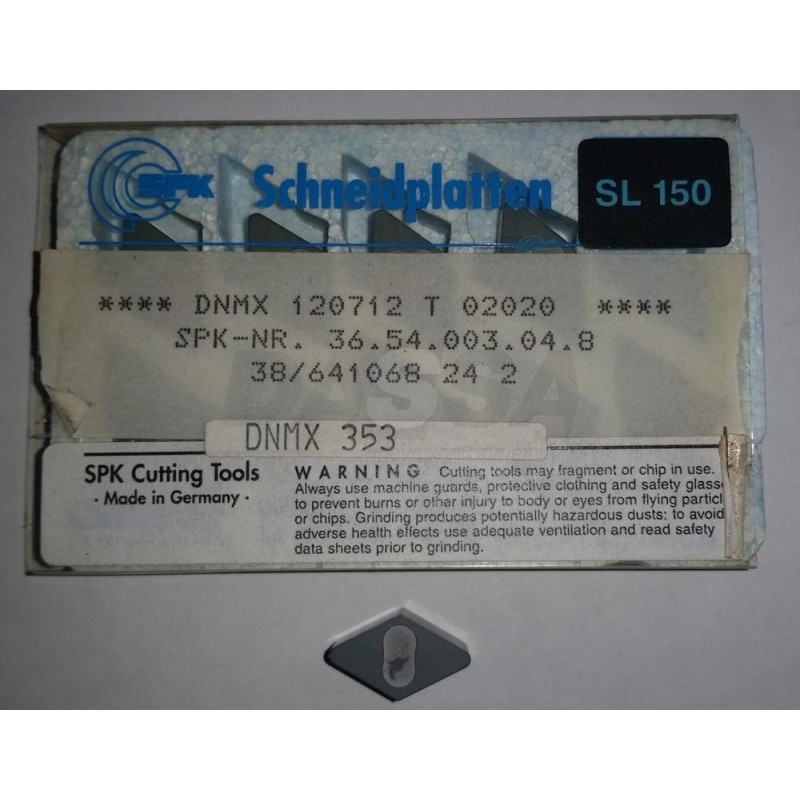 SPK Schneidplatten SL 150
**** DNMX 120712 T 02020 ****
SPK-NR. 36.54.003.04.8
38/641068 24 2
DNMX 353
SPK Cutting Tools
· Made in Germany ·
WARNING Cutting tools may fragment or chip in use.
Always use machine guards, protective clothing and safety glass
to prevent burns or other injury to body or eyes from flying particl
or chips. Grinding produces potentially hazardous dusts: to avoid
adverse health effects use adequate ventilation and read safety
data sheets prior to grinding.